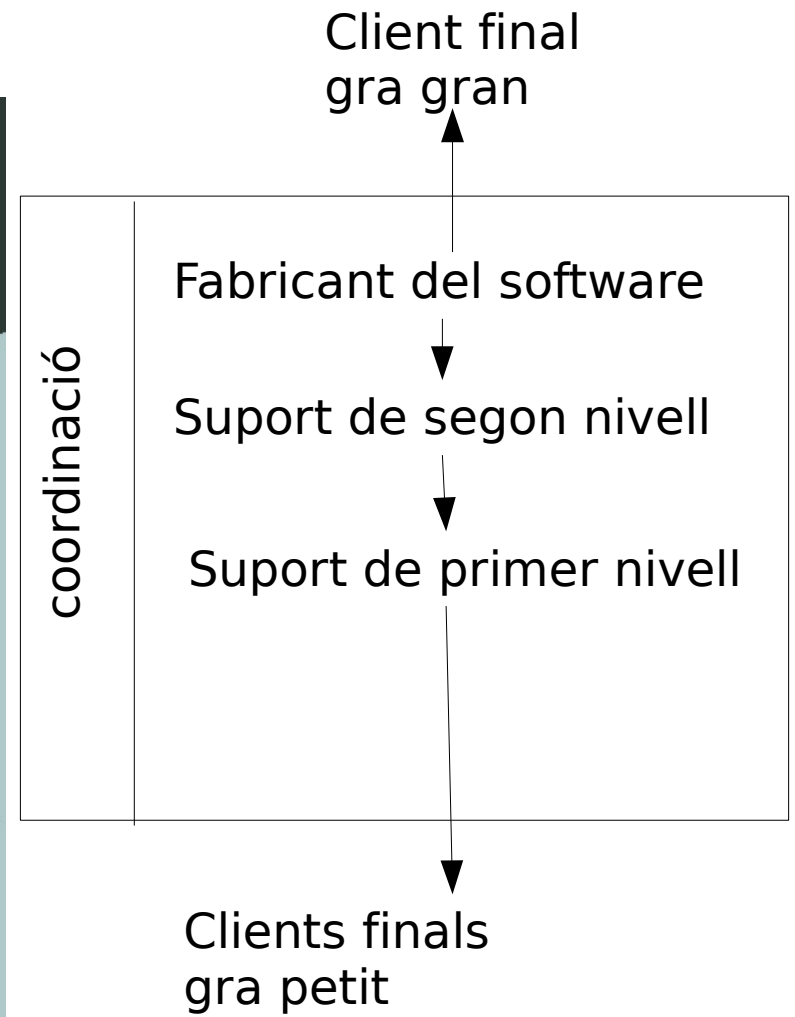 Client final
gra gran
Fabricant del software
coordinació
Suport de segon nivell
Suport de primer nivell
Clients finals
gra petit